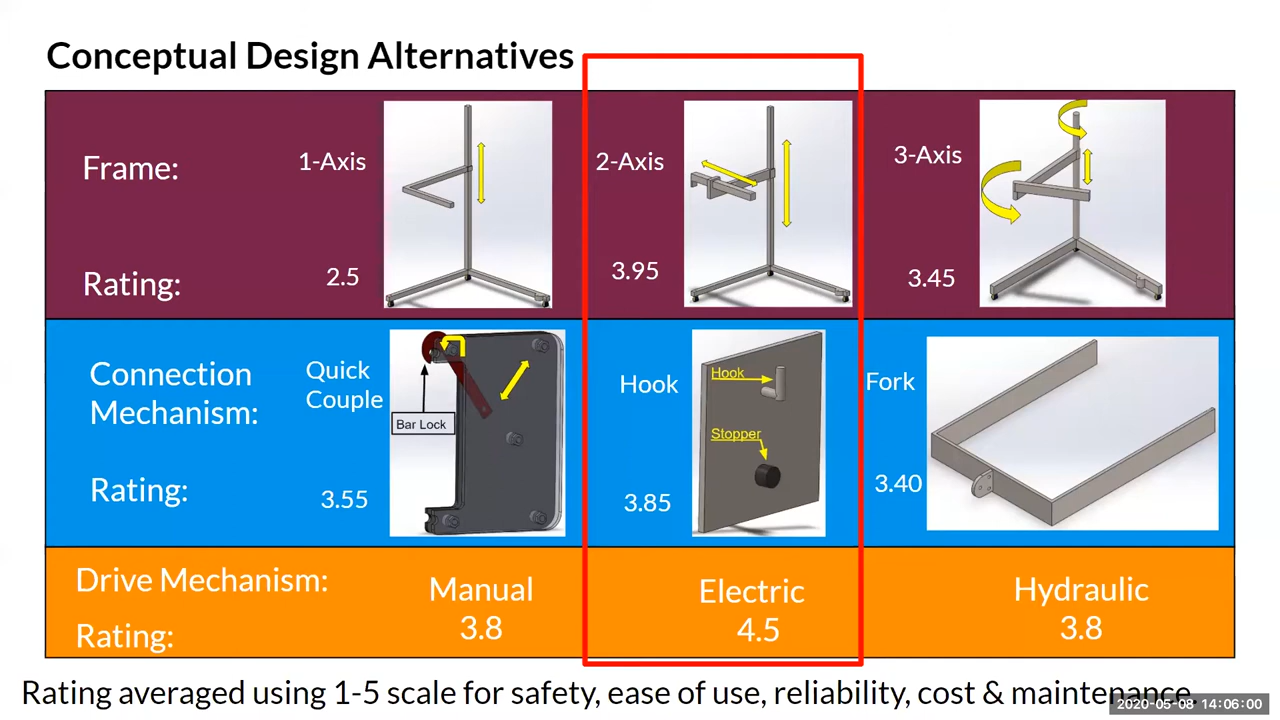 Conceptual Design Alternatives
Frame:
1-Axis
2-Axis
3-Axis
Rating:
2.5
3.95
3.45
Connection
Mechanism:
Quick
Couple
Bar Lock
Hook
Hook
Stopper
Fork
Rating:
3.55
3.85
3.40
Drive Mechanism:
Manual
Electric
Hydraulic
Rating:
3.8
4.5
3.8
Rating averaged using 1-5 scale for safety, ease of use, reliability, cost & maintenance.
2020-05-08 14:06:00